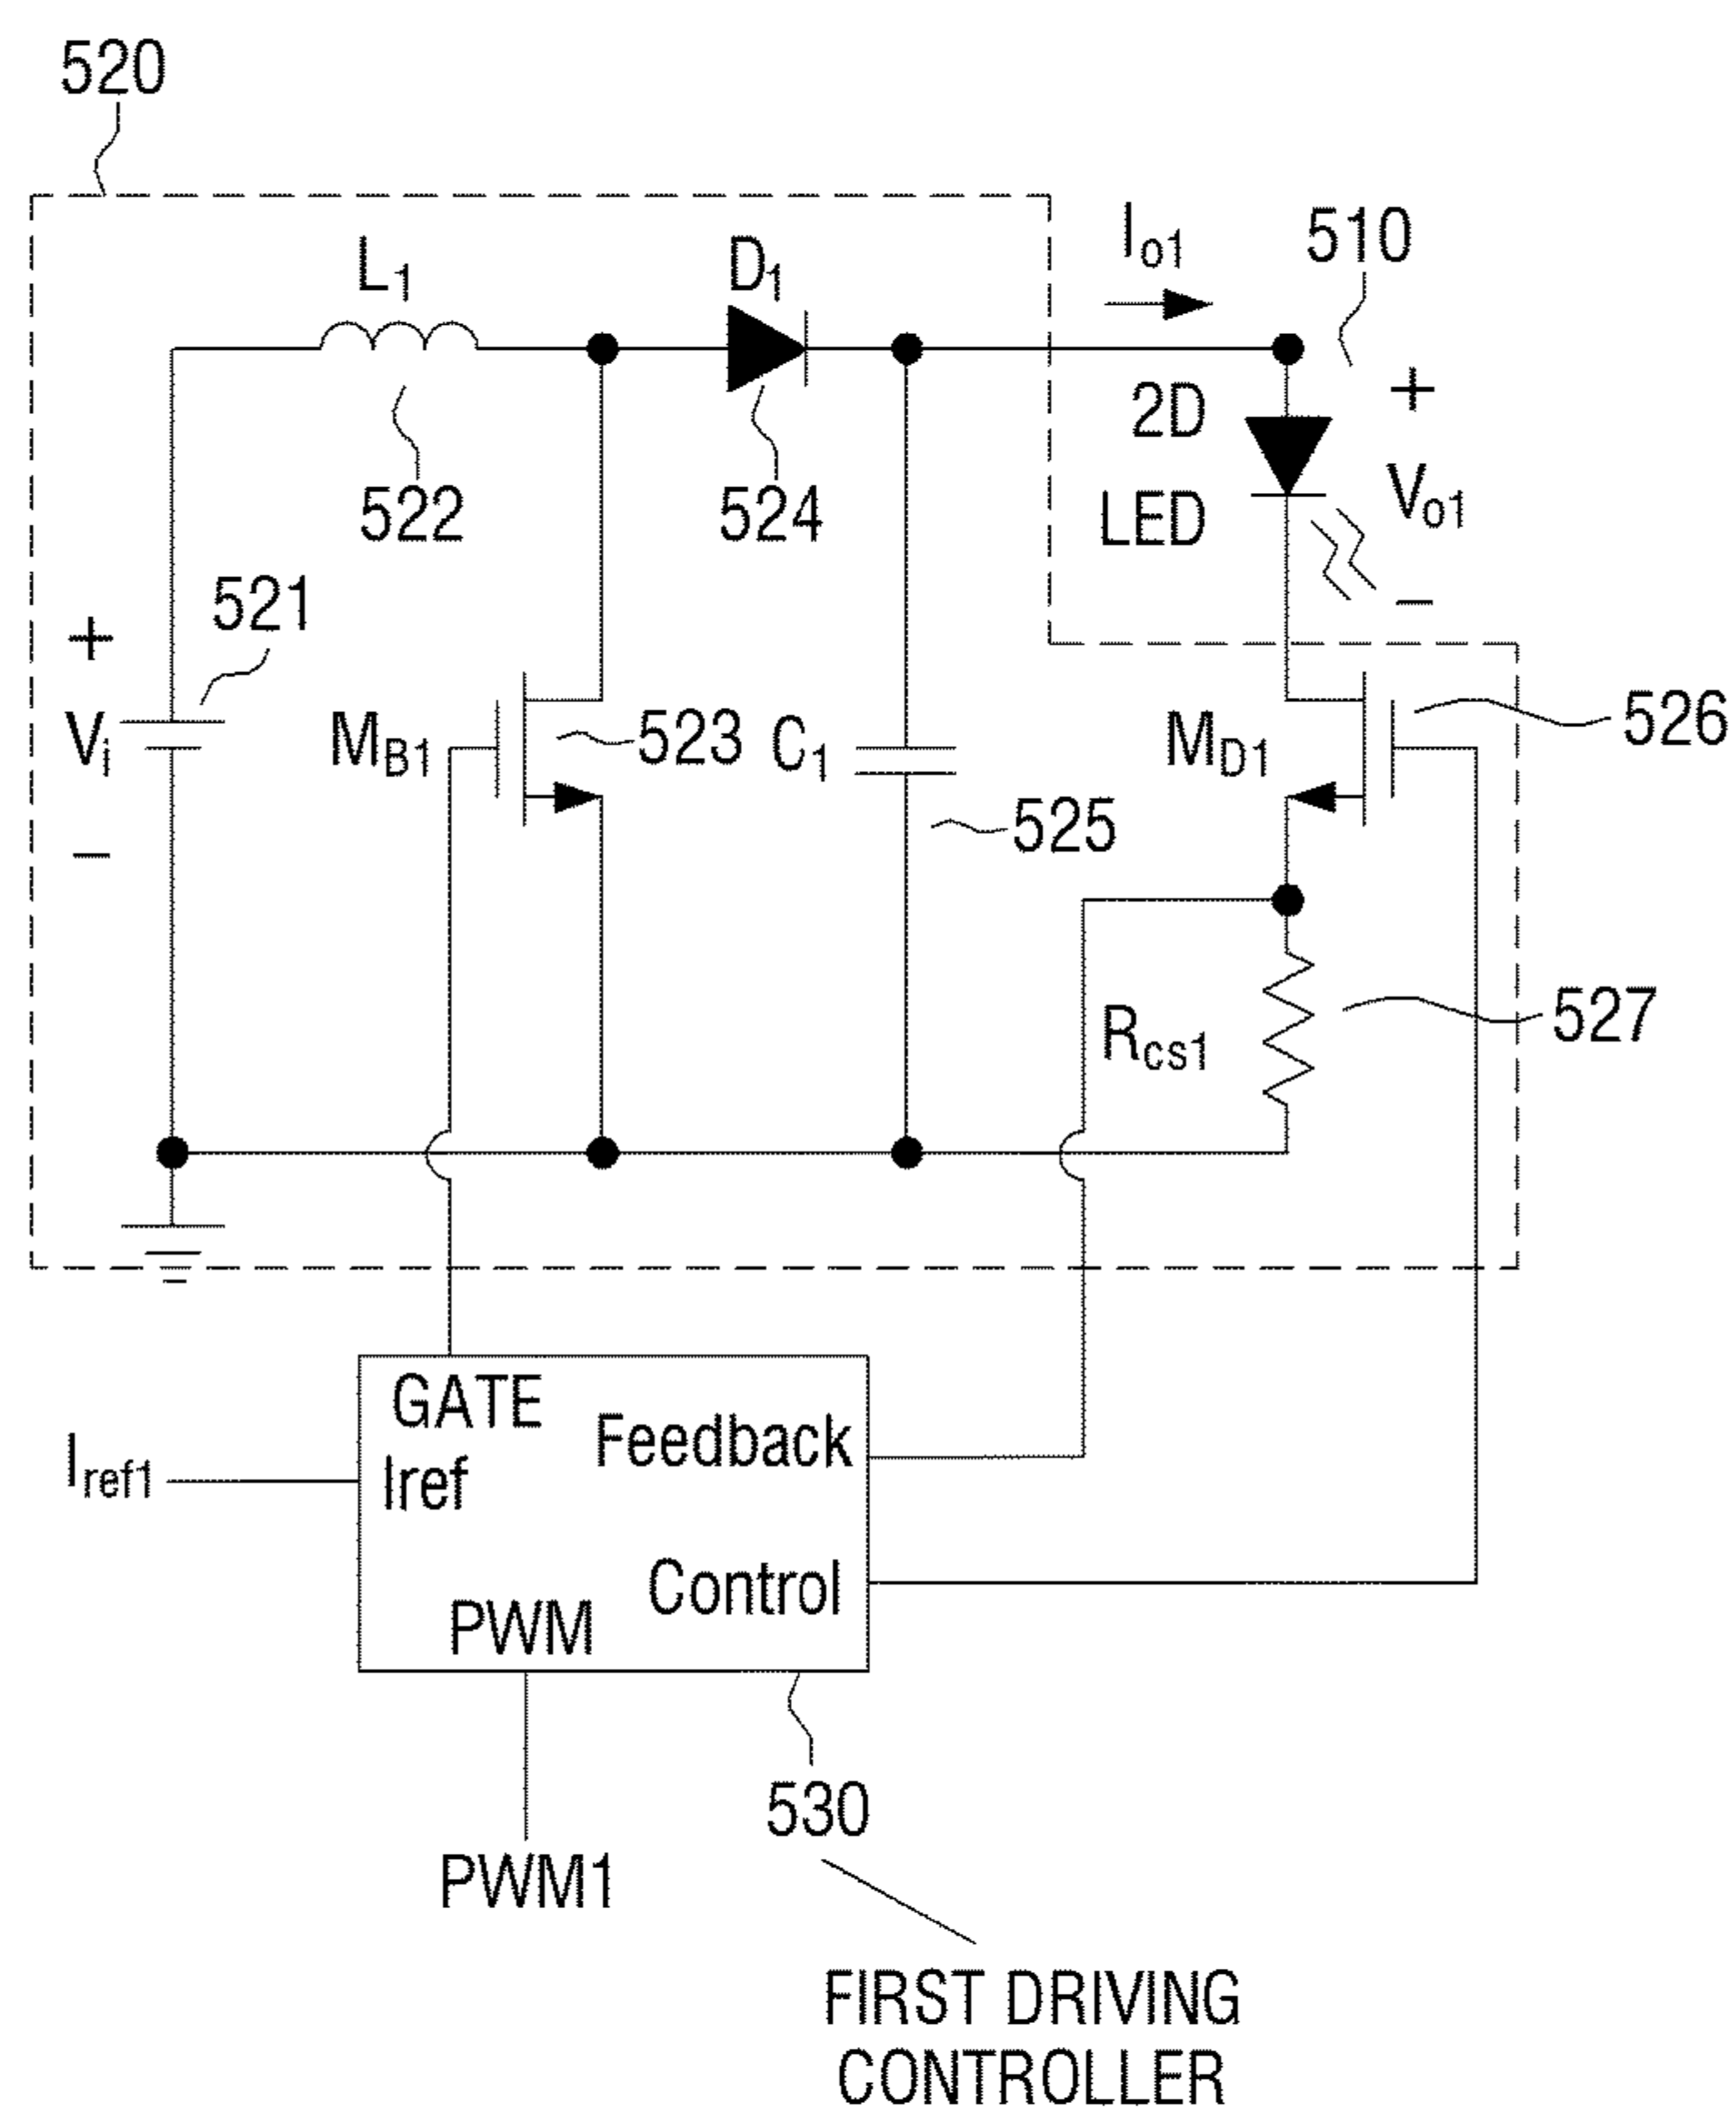 520
L1
D1
Io1
510
522
524
2D
LED
+
Vo1
−
521
+
Vi
−
MB1
523
C1
525
MD1
526
Rcs1
527
GATE
Feedback
Iref1
Iref
Control
PWM
530
PWM1
FIRST DRIVING
CONTROLLER